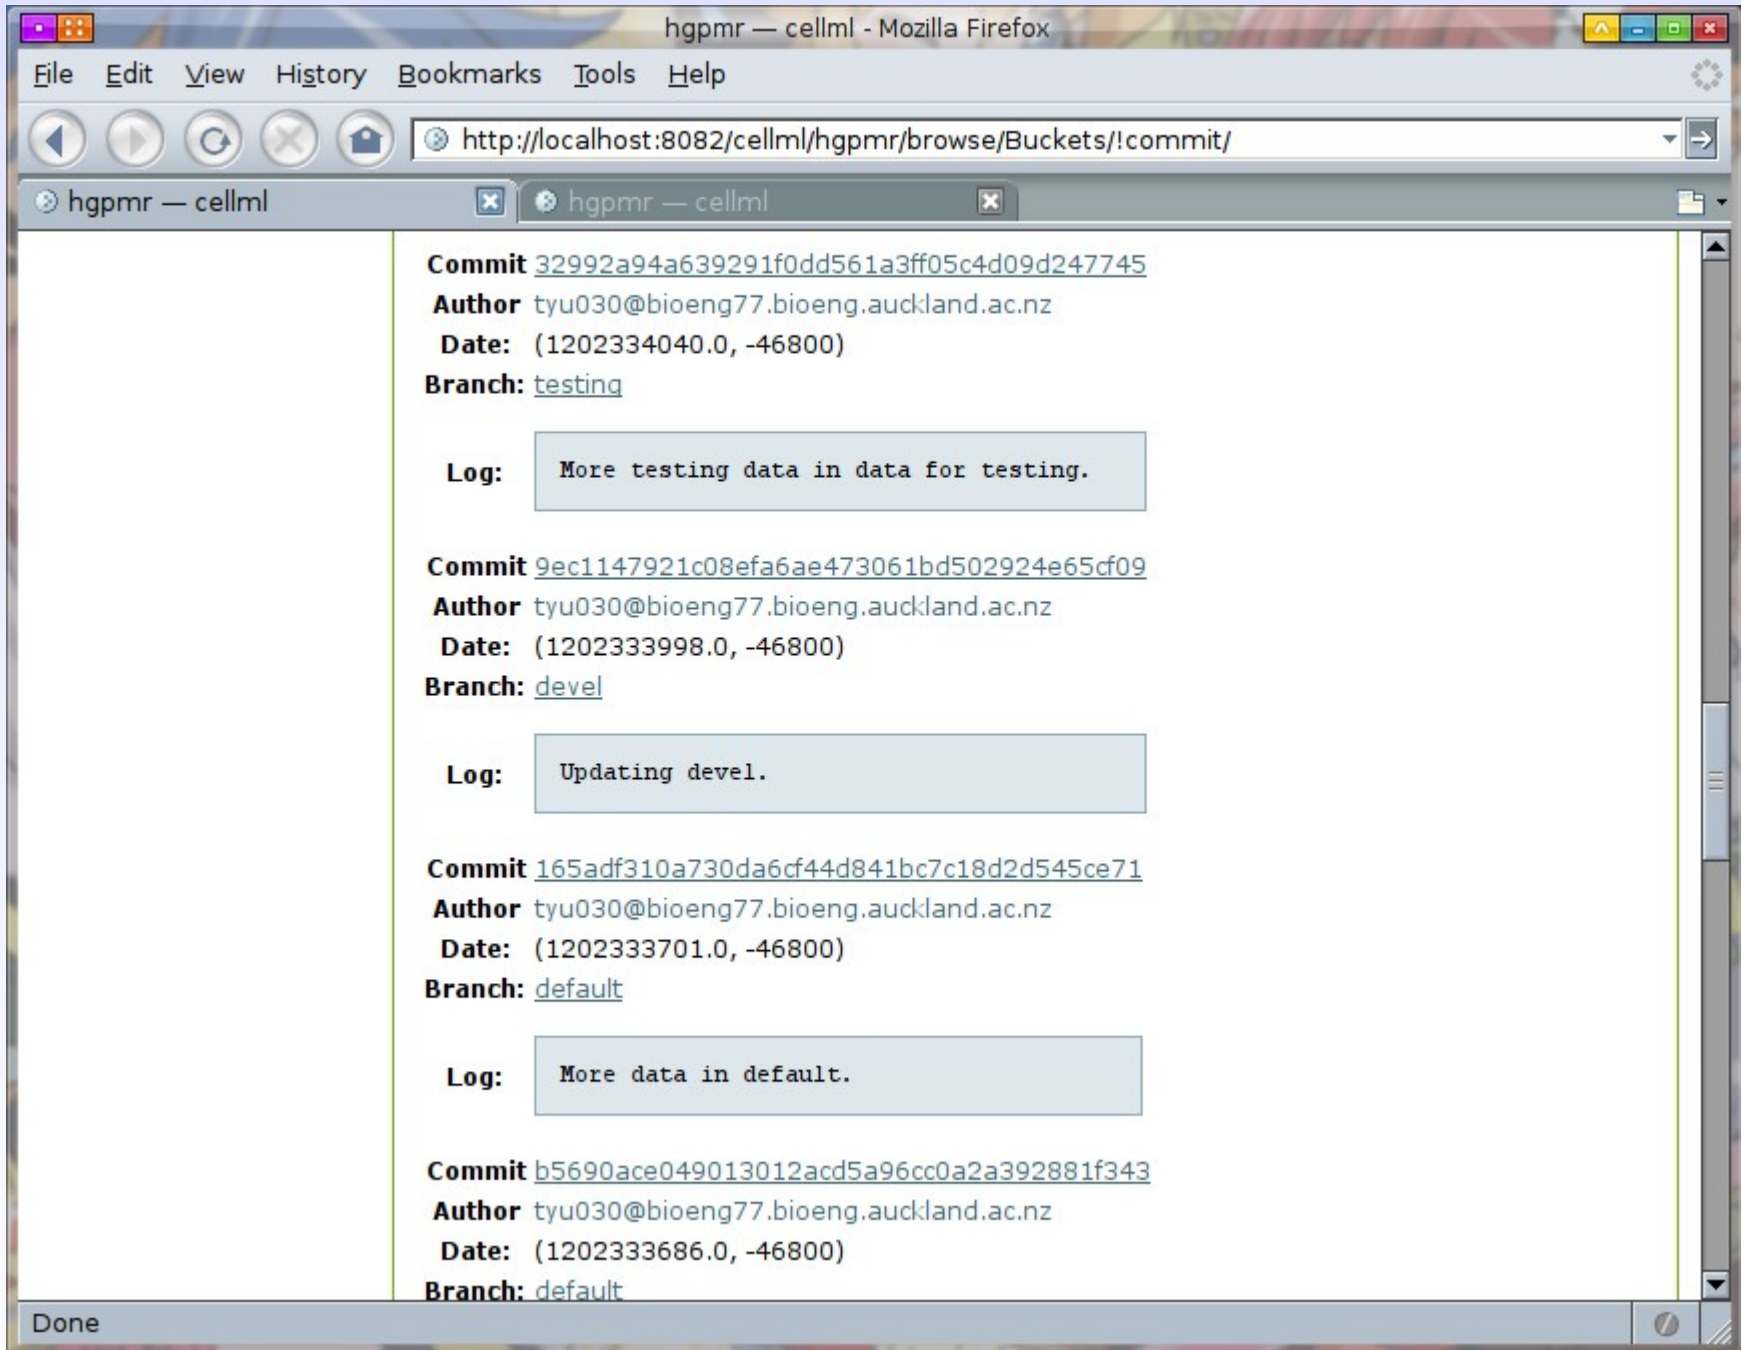 hgpmr — cellml - Mozilla Firefox
File Edit View History Bookmarks Tools Help
http://localhost:8082/cellml/hgpmr/browse/Buckets/!commit/
hgpmr — cellml hgpmr — cellml
Commit 32992a94a639291f0dd561a3ff05c4d09d247745
Author tyu030@bioeng77.bioeng.auckland.ac.nz
Date: (1202334040.0, -46800)
Branch: testing
Log: More testing data in data for testing.
Commit 9ec1147921c08efa6ae473061bd502924e65cf09
Author tyu030@bioeng77.bioeng.auckland.ac.nz
Date: (1202333998.0, -46800)
Branch: devel
Log: Updating devel.
Commit 165adf310a730da6cf44d841bc7c18d2d545ce71
Author tyu030@bioeng77.bioeng.auckland.ac.nz
Date: (1202333701.0, -46800)
Branch: default
Log: More data in default.
Commit b5690ace049013012acd5a96cc0a2a392881f343
Author tyu030@bioeng77.bioeng.auckland.ac.nz
Date: (1202333686.0, -46800)
Branch: default
Done